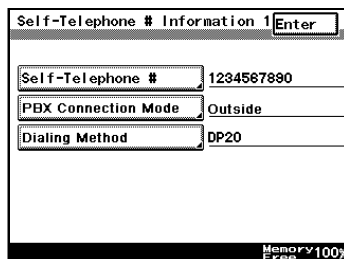 Self-Telephone # Information 1 Enter
Self-Telephone # 1234567890
PBX Connection Mode Outside
Dialing Method DP20
Memory Free 100%